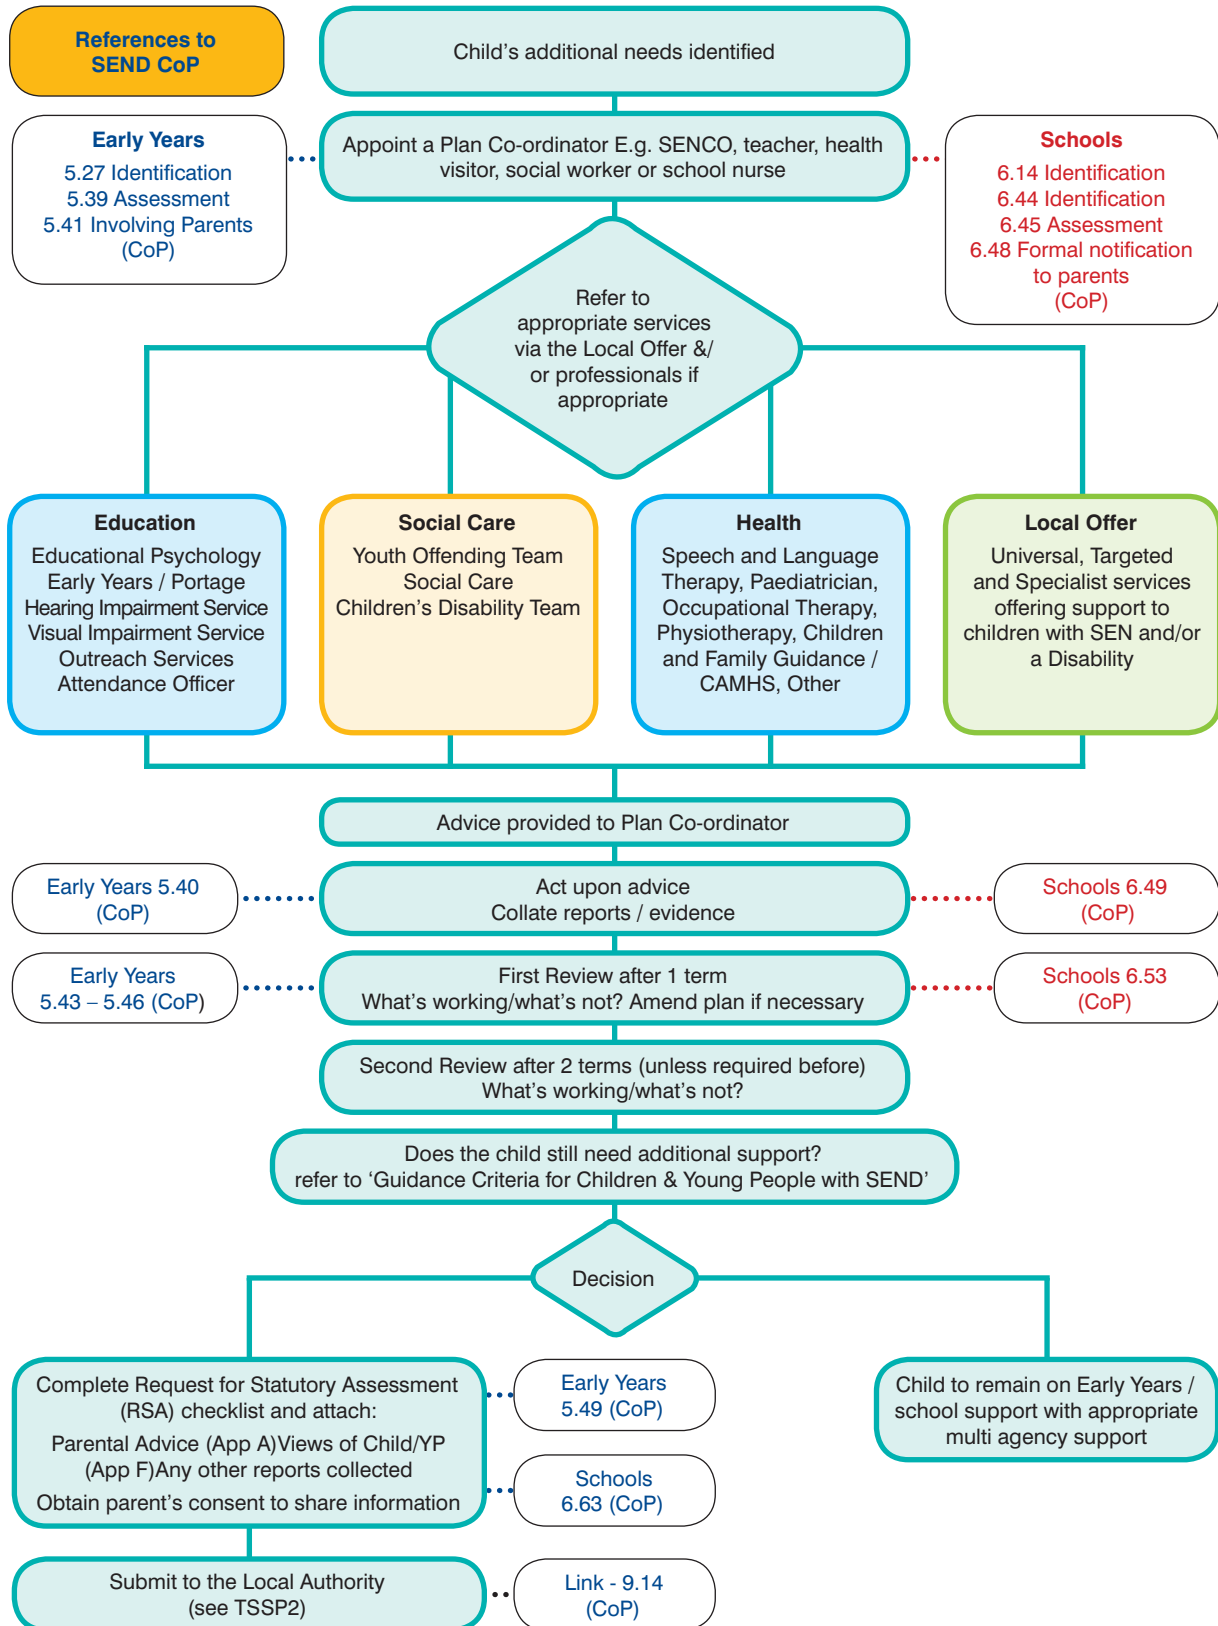 References to
SEND CoP
Child's additional needs identified
Early Years
5.27 Identification
5.39 Assessment
5.41 Involving Parents
(CoP)
Appoint a Plan Co-ordinator E.g. SENCO, teacher, health
visitor, social worker or school nurse
Schools
6.14 Identification
6.44 Identification
6.45 Assessment
6.48 Formal notification
to parents
(CoP)
Refer to
appropriate services
via the Local Offer &/
or professionals if
appropriate
Education
Educational Psychology
Early Years / Portage
Hearing Impairment Service
Visual Impairment Service
Outreach Services
Attendance Officer
Social Care
Youth Offending Team
Social Care
Children's Disability Team
Health
Speech and Language
Therapy, Paediatrician,
Occupational Therapy,
Physiotherapy, Children
and Family Guidance /
CAMHS, Other
Local Offer
Universal, Targeted
and Specialist services
offering support to
children with SEN and/or
a Disability
Advice provided to Plan Co-ordinator
Early Years 5.40
(CoP)
Act upon advice
Collate reports / evidence
Schools 6.49
(CoP)
Early Years
5.43 – 5.46 (CoP)
First Review after 1 term
What's working/what's not? Amend plan if necessary
Schools 6.53
(CoP)
Second Review after 2 terms (unless required before)
What's working/what's not?
Does the child still need additional support?
refer to ‘Guidance Criteria for Children & Young People with SEND’
Decision
Complete Request for Statutory Assessment
(RSA) checklist and attach:
Parental Advice (App A)Views of Child/YP
(App F)Any other reports collected
Obtain parent's consent to share information
Early Years
5.49 (CoP)
Schools
6.63 (CoP)
Child to remain on Early Years /
school support with appropriate
multi agency support
Submit to the Local Authority
(see TSSP2)
Link - 9.14
(CoP)